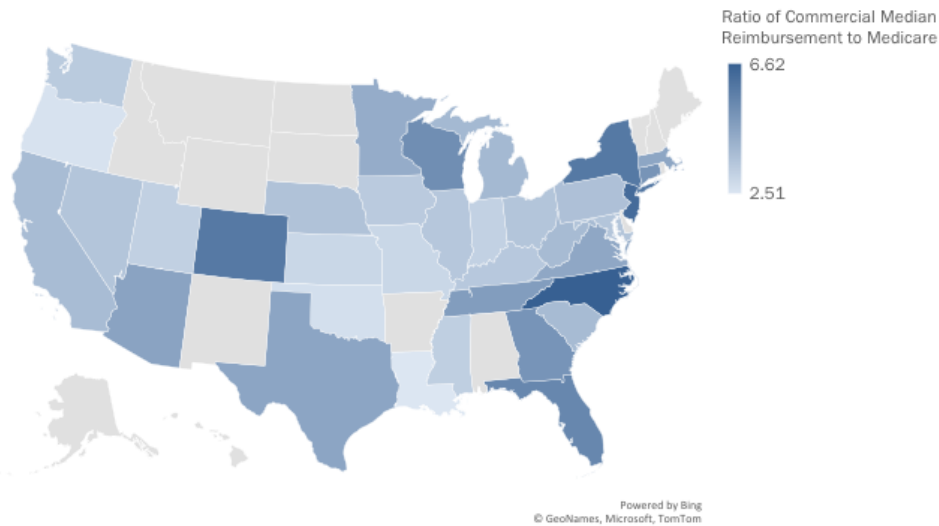 Ratio of Commercial Median
Reimbursement to Medicare
6.62
2.51
Powered by Bing
© GeoNames, Microsoft, TomTom